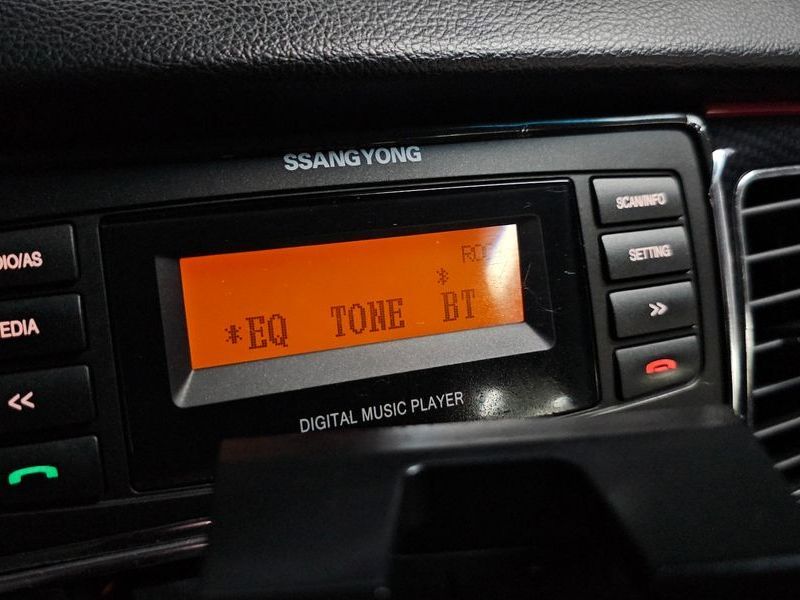 SSANGYONG
SCAN/INFO
DIO/AS
SETTING
*EQ TONE BT
EDIA
DIGITAL MUSIC PLAYER